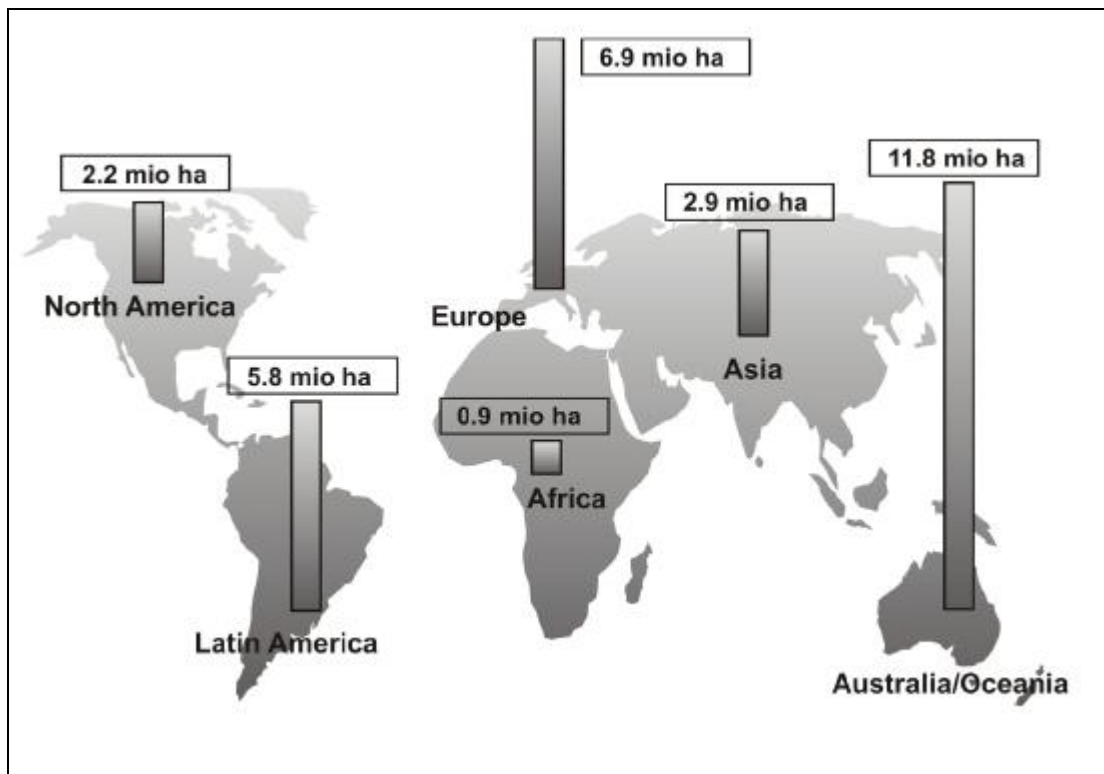 6.9 mio ha
2.2 mio ha
11.8 mio ha
2.9 mio ha
North America
Europe
5.8 mio ha
Asia
0.9 mio ha
Africa
Latin America
Australia/Oceania